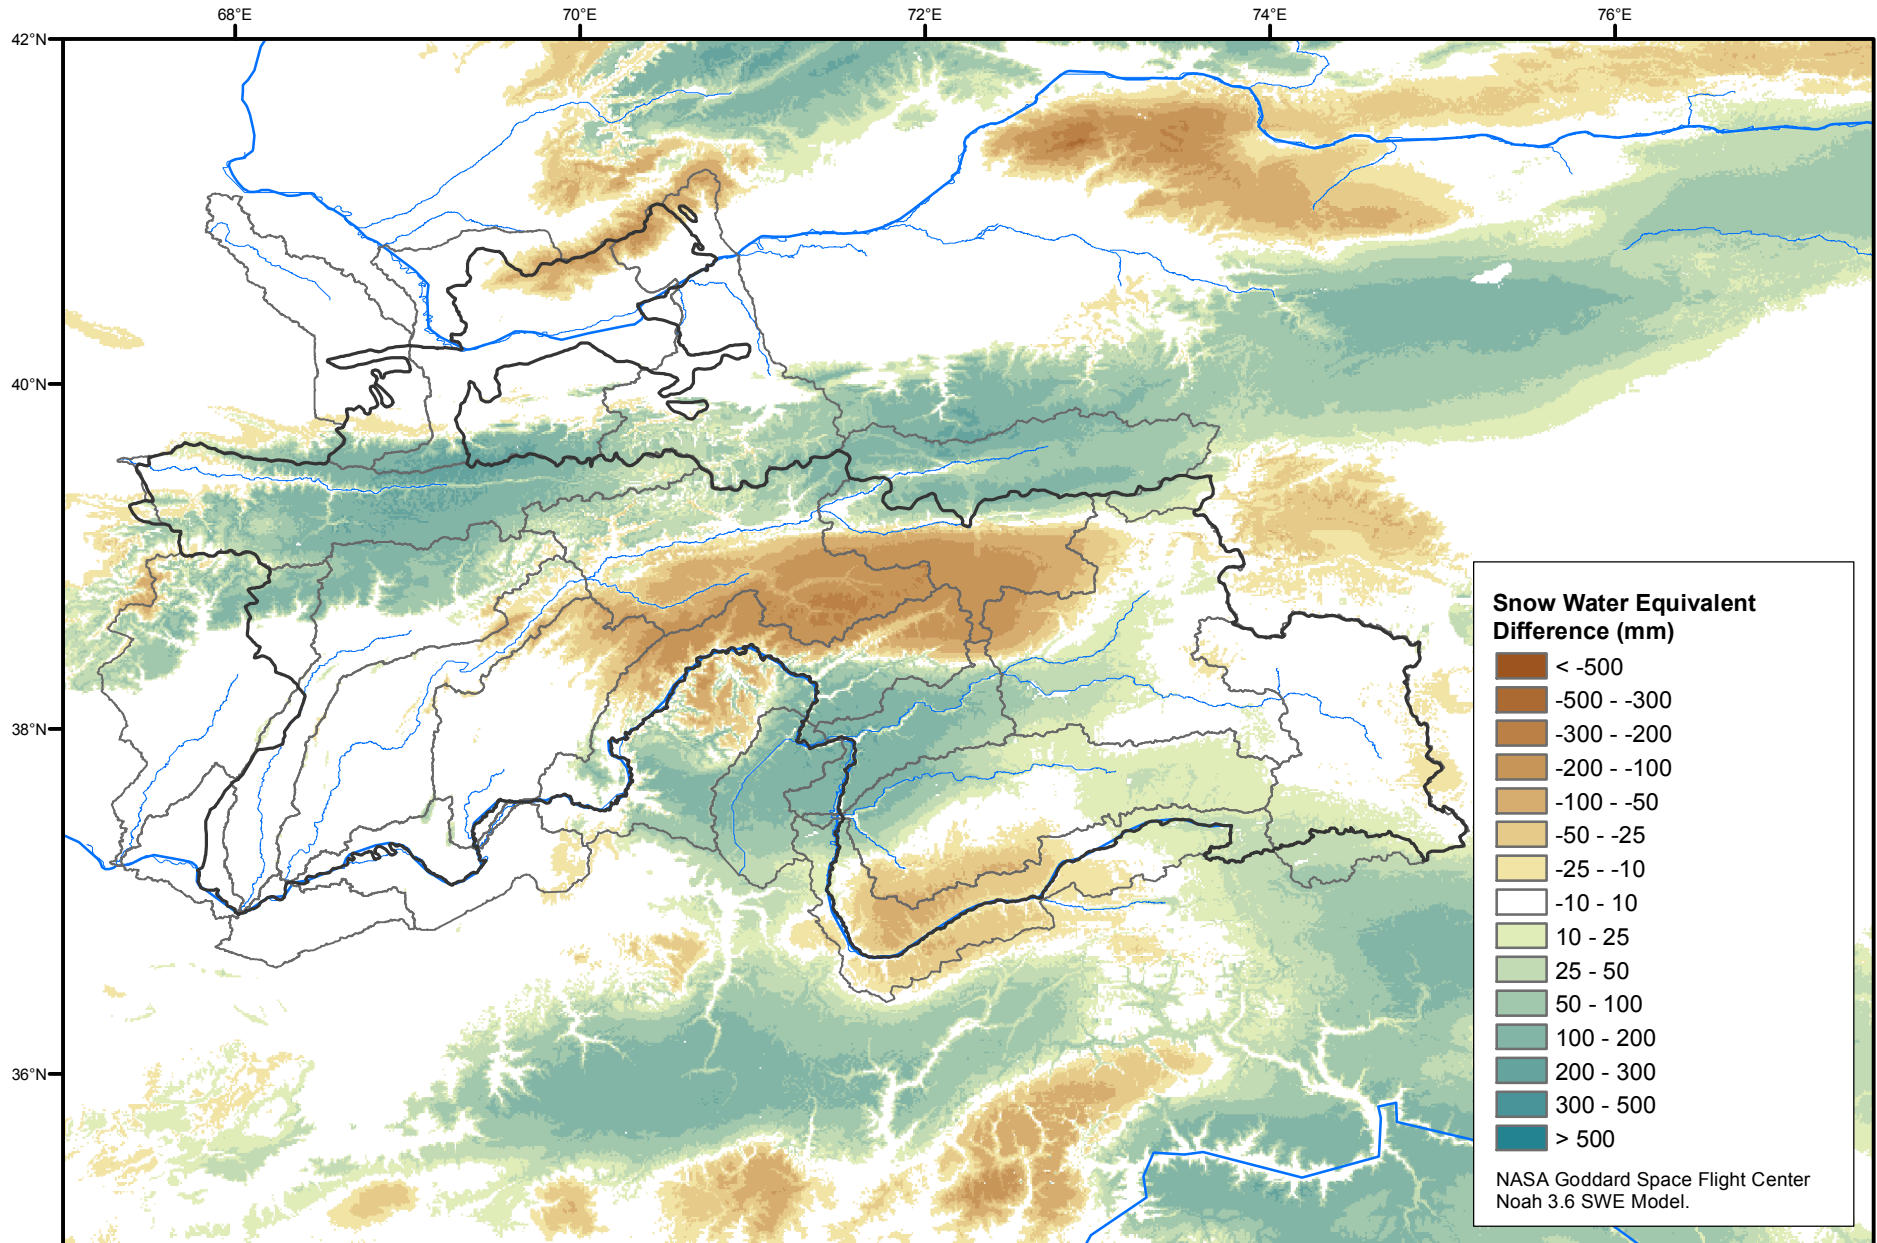 68°E
70°E
72°E
74°E
76°E
42°N
40°N
38°N
36°N
Snow Water Equivalent
Difference (mm)
< -500
-500 - -300
-300 - -200
-200 - -100
-100 - -50
-50 - -25
-25 - -10
-10 - 10
10 - 25
25 - 50
50 - 100
100 - 200
200 - 300
300 - 500
> 500
NASA Goddard Space Flight Center
Noah 3.6 SWE Model.